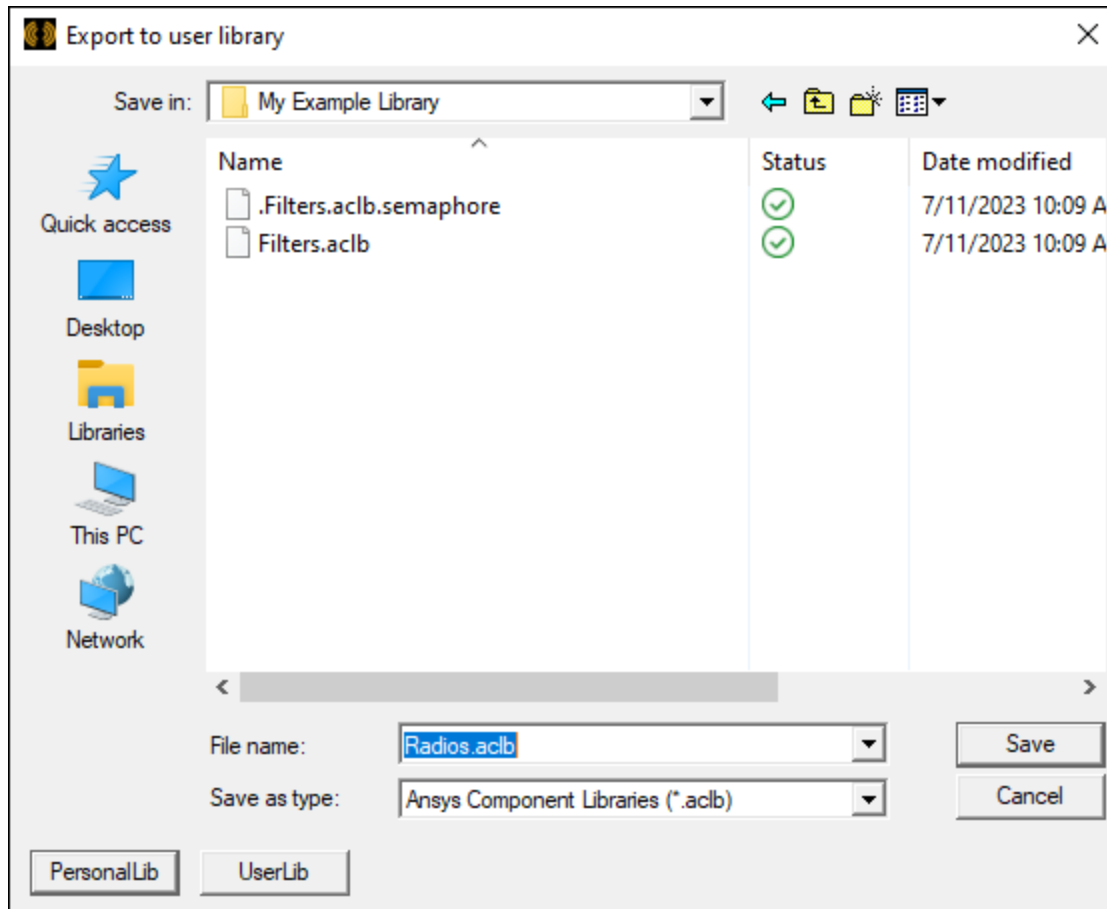 Export to user library
Save in: My Example Library
Name Status Date modified
.Filters.aclb.semaphore 7/11/2023 10:09 A
Filters.aclb 7/11/2023 10:09 A
Quick access
Desktop
Libraries
This PC
Network
File name: Radios.aclb Save
Save as type: Ansys Component Libraries (*.aclb) Cancel
PersonalLib UserLib